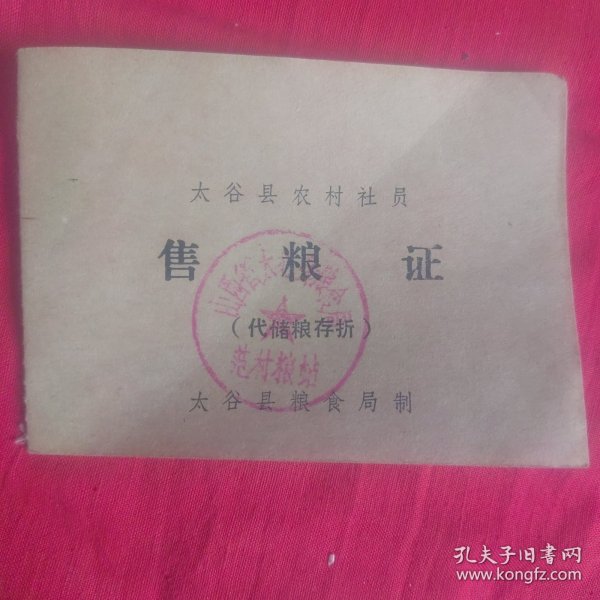 太谷县农村社员
售粮证
(代储粮存折)
范村粮站
太谷县粮食局制
孔夫子旧书网
www.kongfz.com